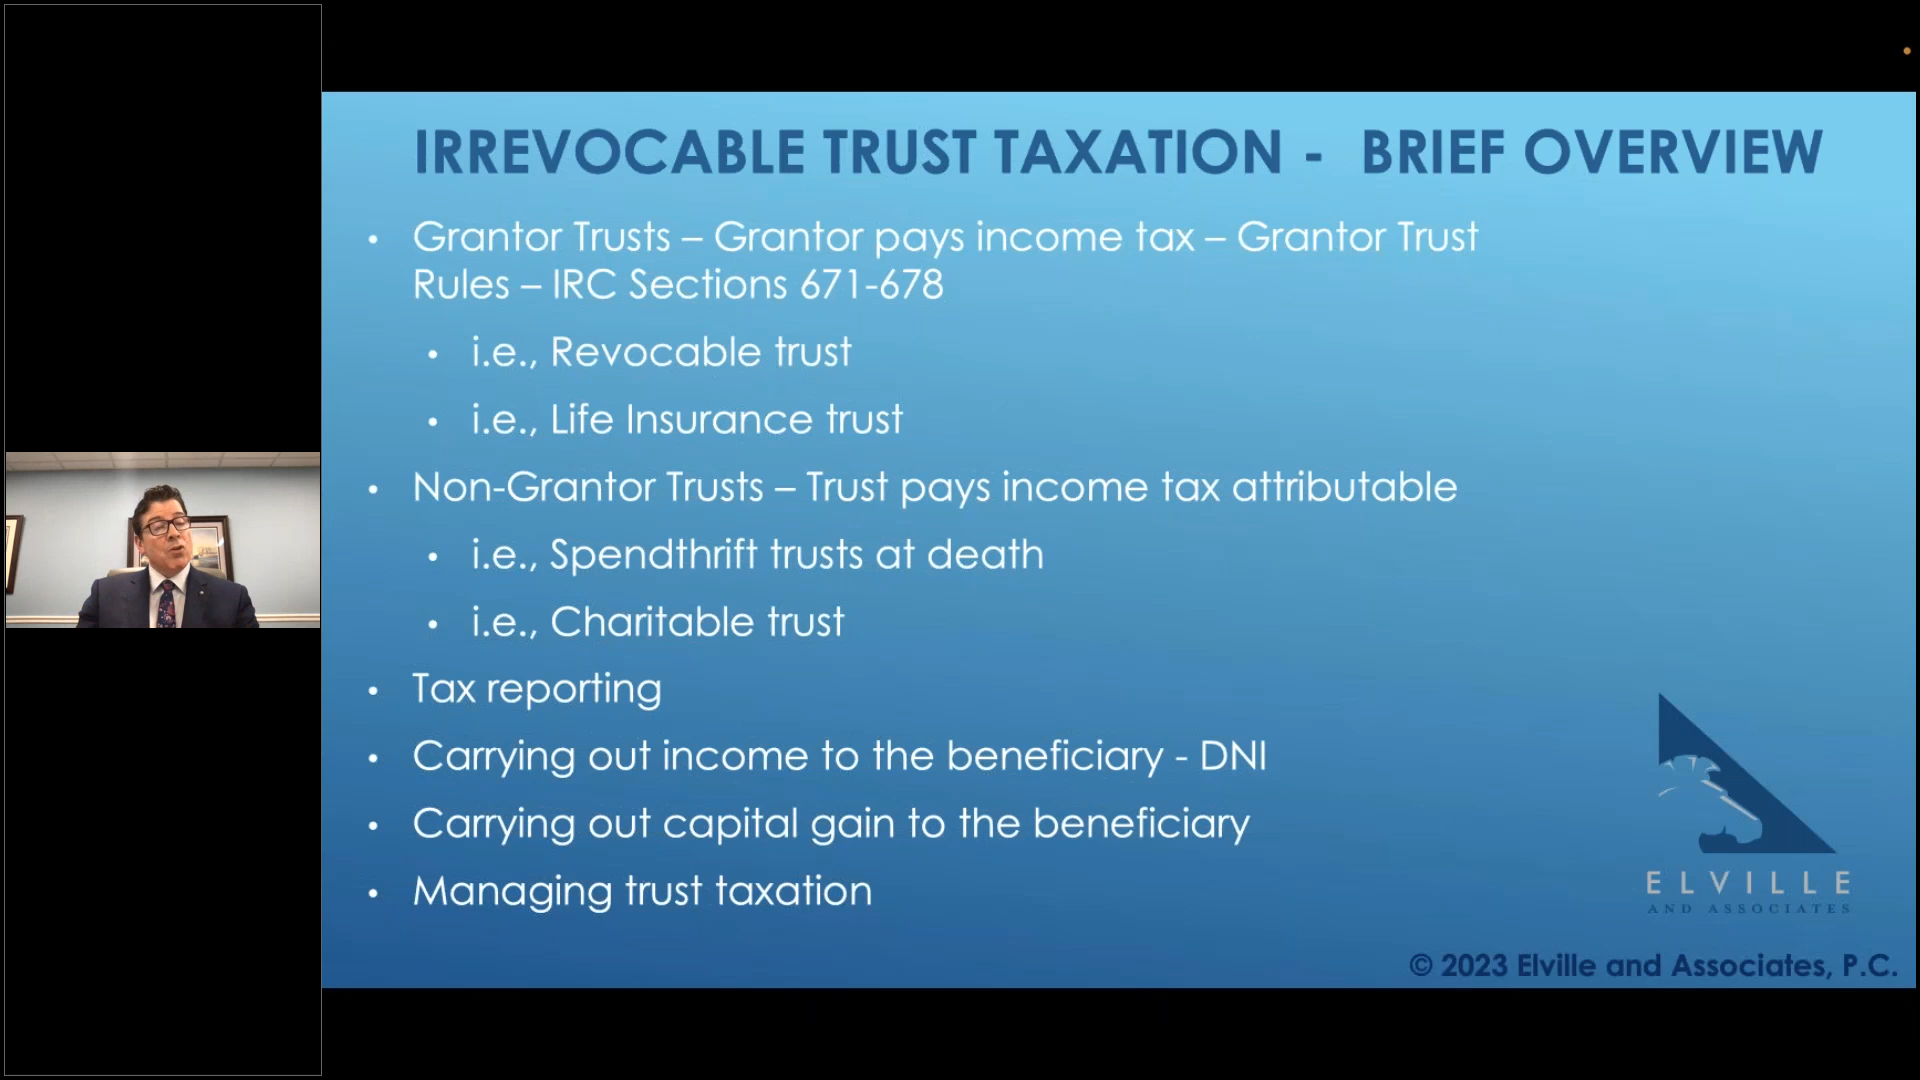 IRREVOCABLE TRUST TAXATION - BRIEF OVERVIEW
• Grantor Trusts – Grantor pays income tax – Grantor Trust
Rules – IRC Sections 671-678
• i.e., Revocable trust
• i.e., Life Insurance trust
• Non-Grantor Trusts – Trust pays income tax attributable
• i.e., Spendthrift trusts at death
• i.e., Charitable trust
• Tax reporting
• Carrying out income to the beneficiary - DNI
• Carrying out capital gain to the beneficiary
• Managing trust taxation
ELVILLE
AND ASSOCIATES
© 2023 Elville and Associates, P.C.